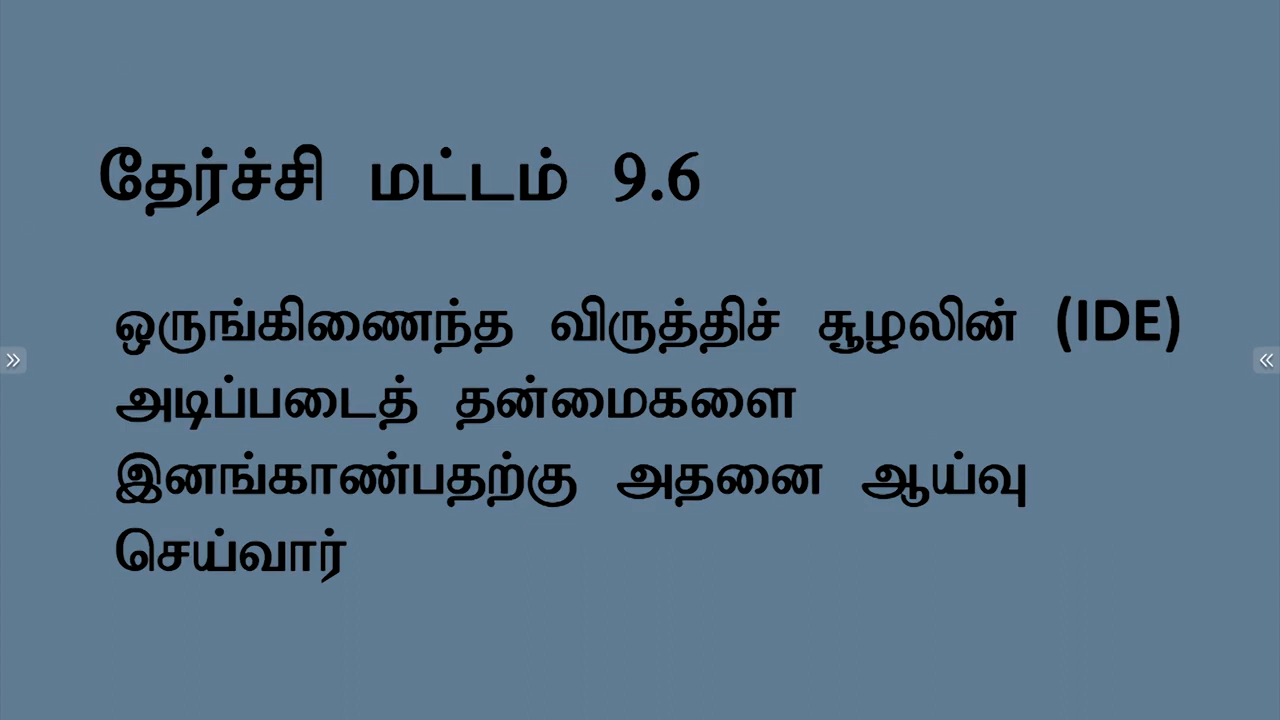 தேர்ச்சி மட்டம் 9.6
ஒருங்கிணைந்த விருத்திச் சூழலின் (IDE)
அடிப்படைத் தன்மைகளை
இனங்காண்பதற்கு அதனை ஆய்வு
செய்வார்